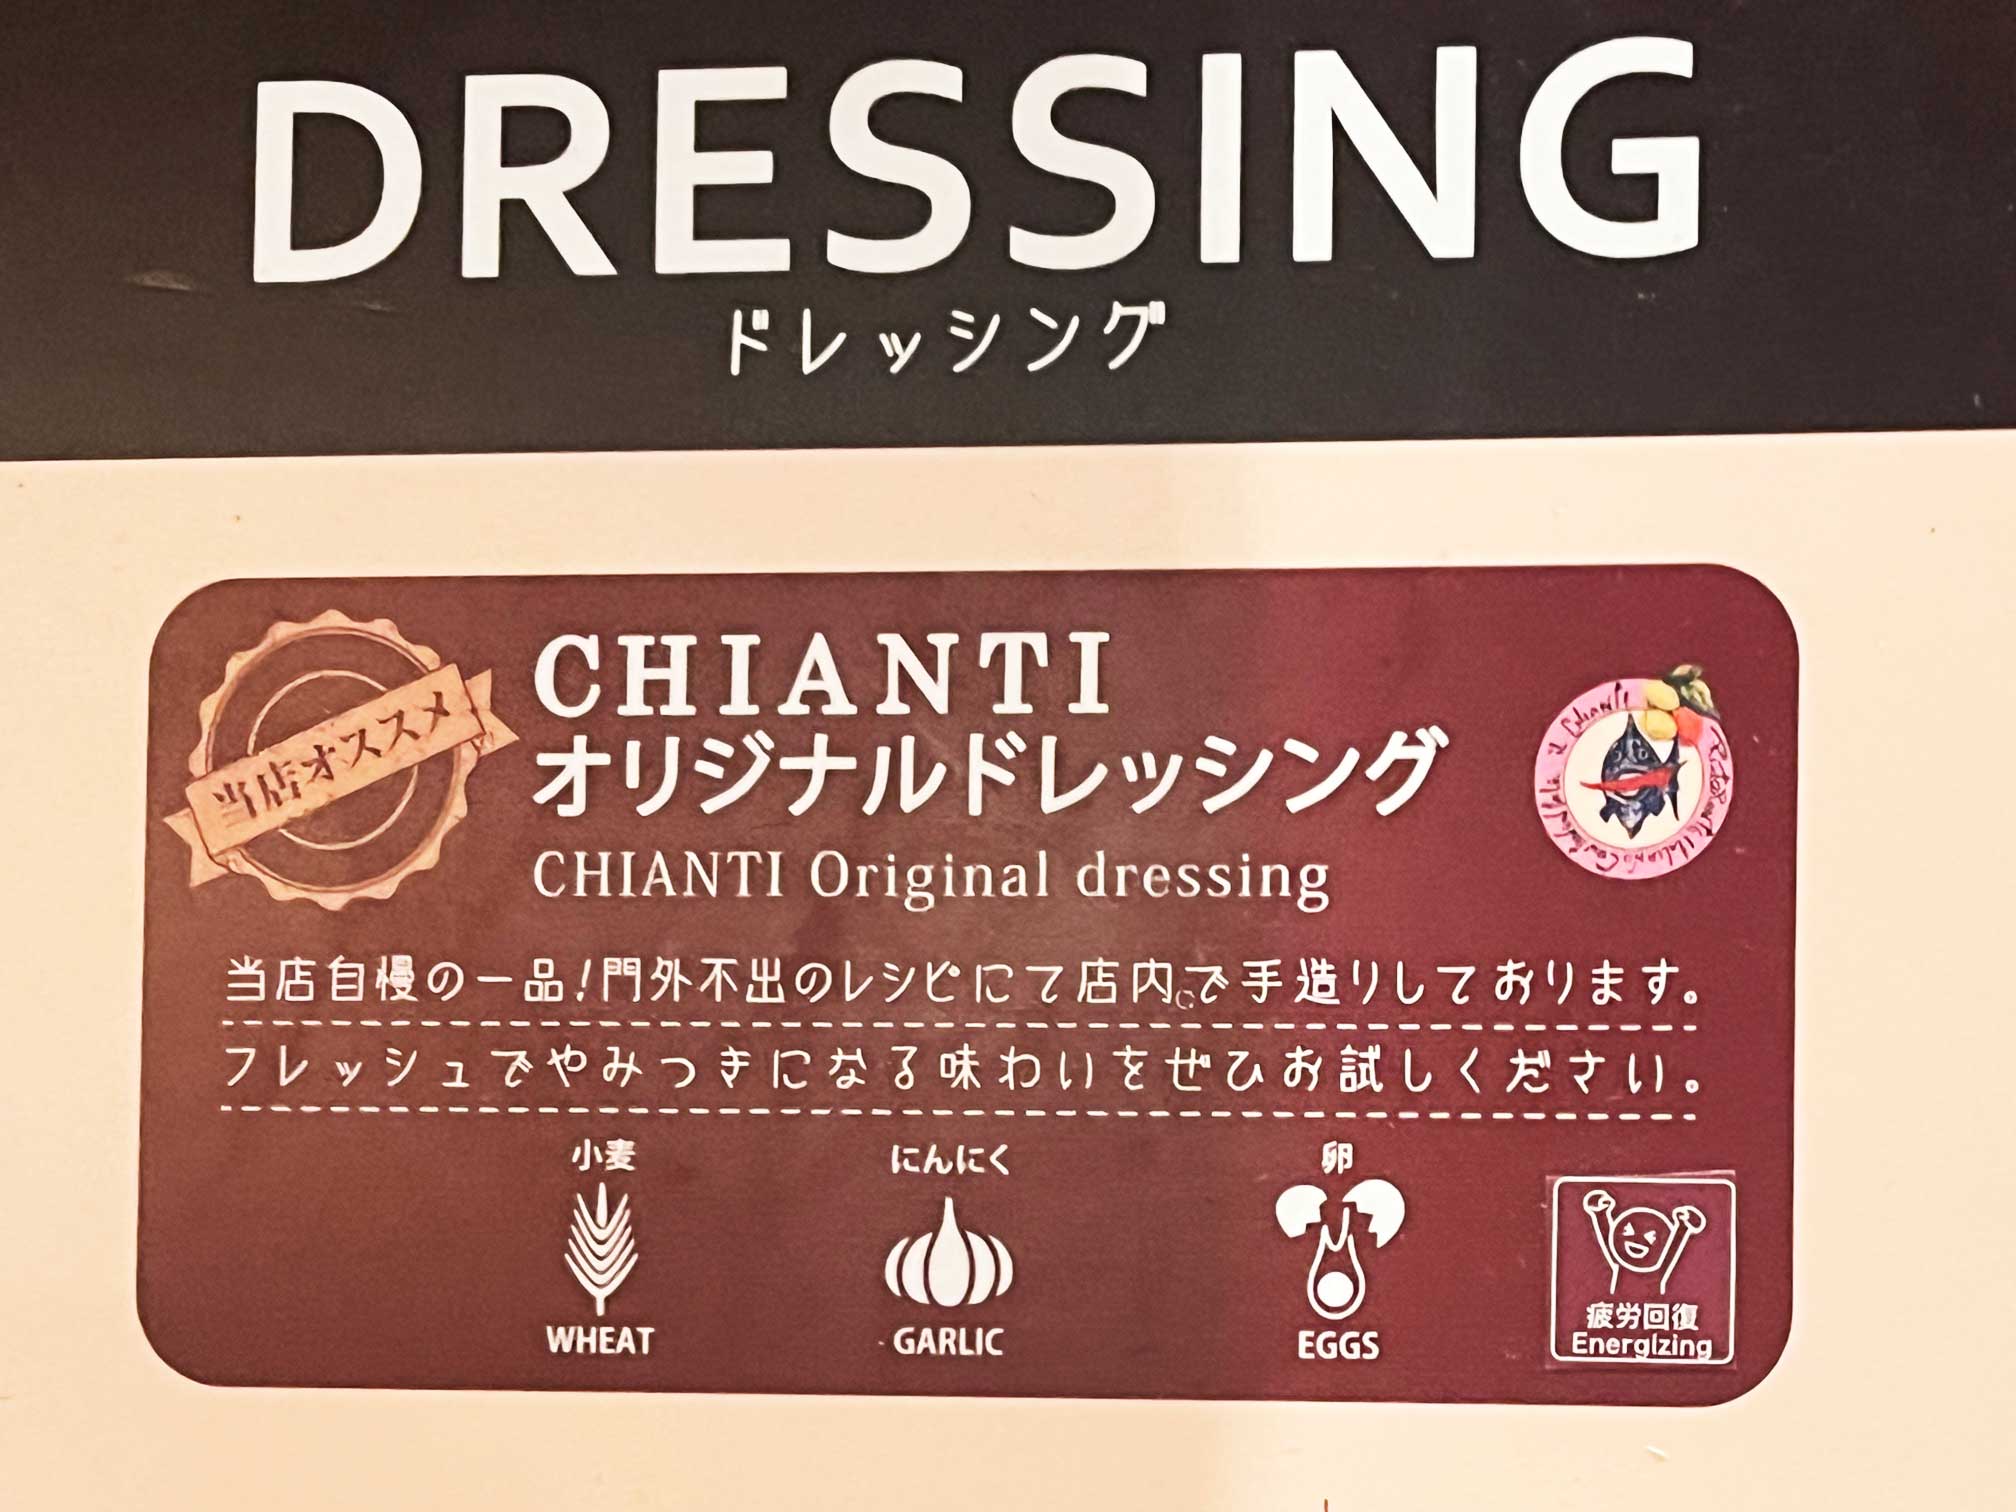 DRESSING
ドレッシング
当店オススメ
CHIANTI
オリジナルドレッシング
CHIANTI Original dressing
当店自慢の一品!門外不出のレシピにて店内で手造りしております。
フレッシュでやみつきになる味わいをぜひお試しください。
小麦
WHEAT
にんにく
GARLIC
卵
EGGS
疲労回復
Energizing